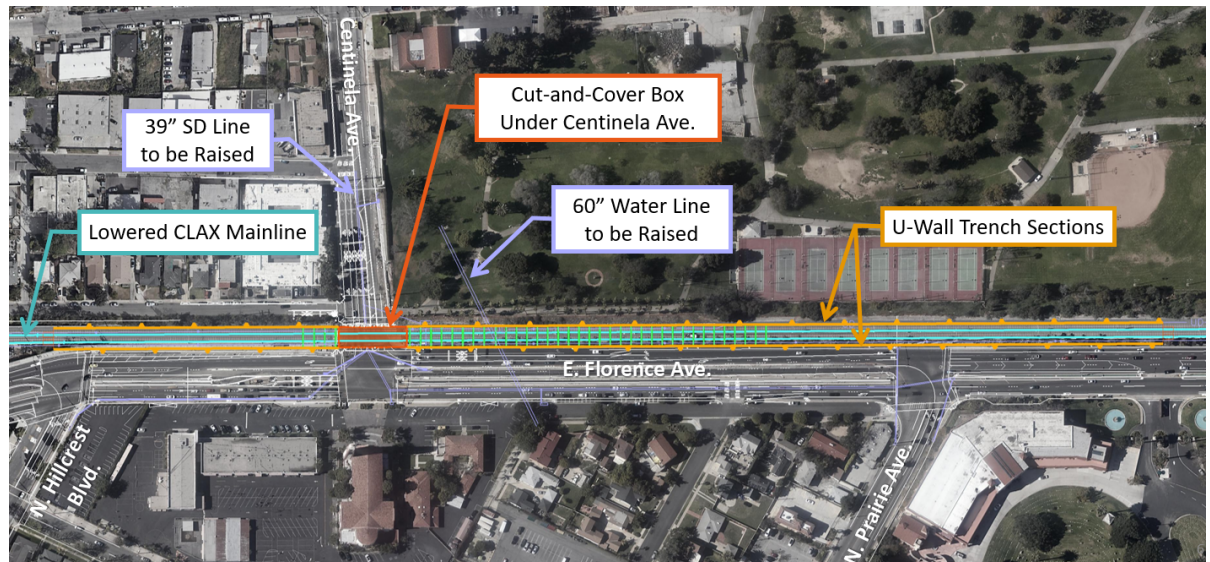 Centinela Ave.
Cut-and-Cover Box
Under Centinela Ave.
39” SD Line
to be Raised
60” Water Line
to be Raised
Lowered CLAX Mainline
U-Wall Trench Sections
E. Florence Ave.
N. Hillcrest
Blvd.
N. Prairie Ave.